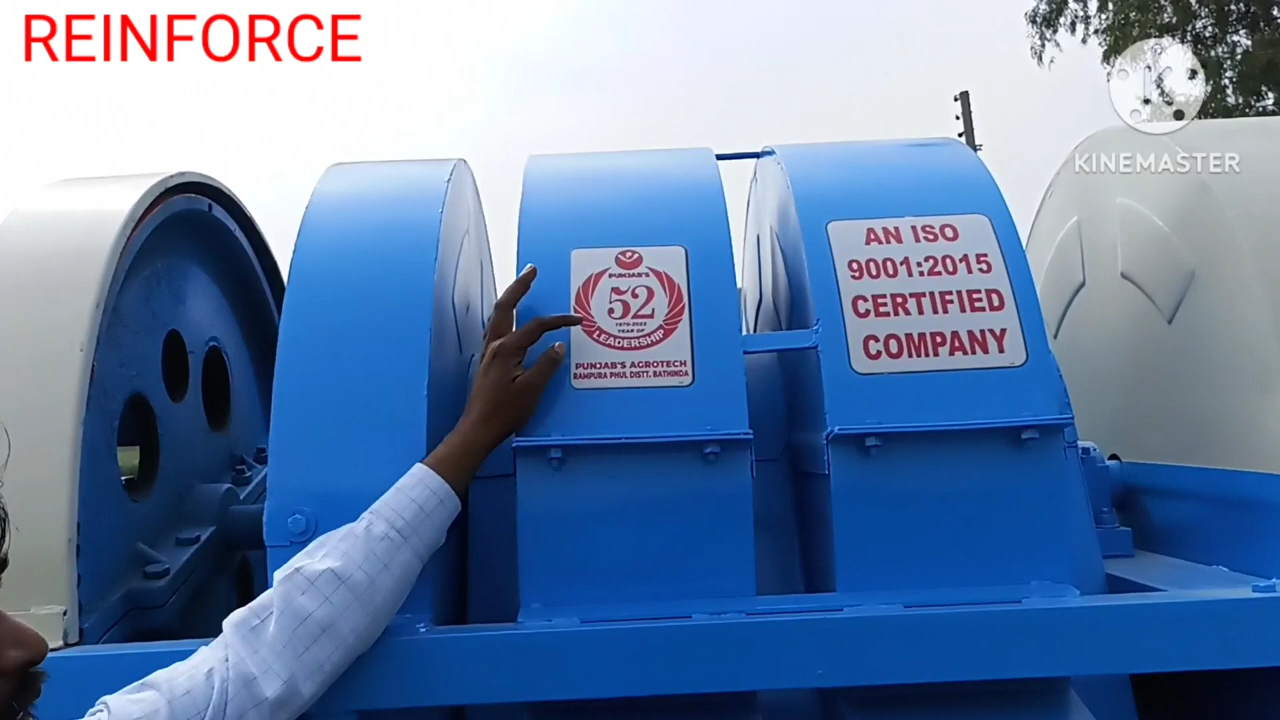 REINFORCE
K
KINEMASTER
PUNJAB'S
52
1970-2022
YEAR OF
LEADERSHIP
PUNJAB'S AGROTECH
RAMPURA PHUL DISTT. BATHINDA
AN ISO
9001:2015
CERTIFIED
COMPANY